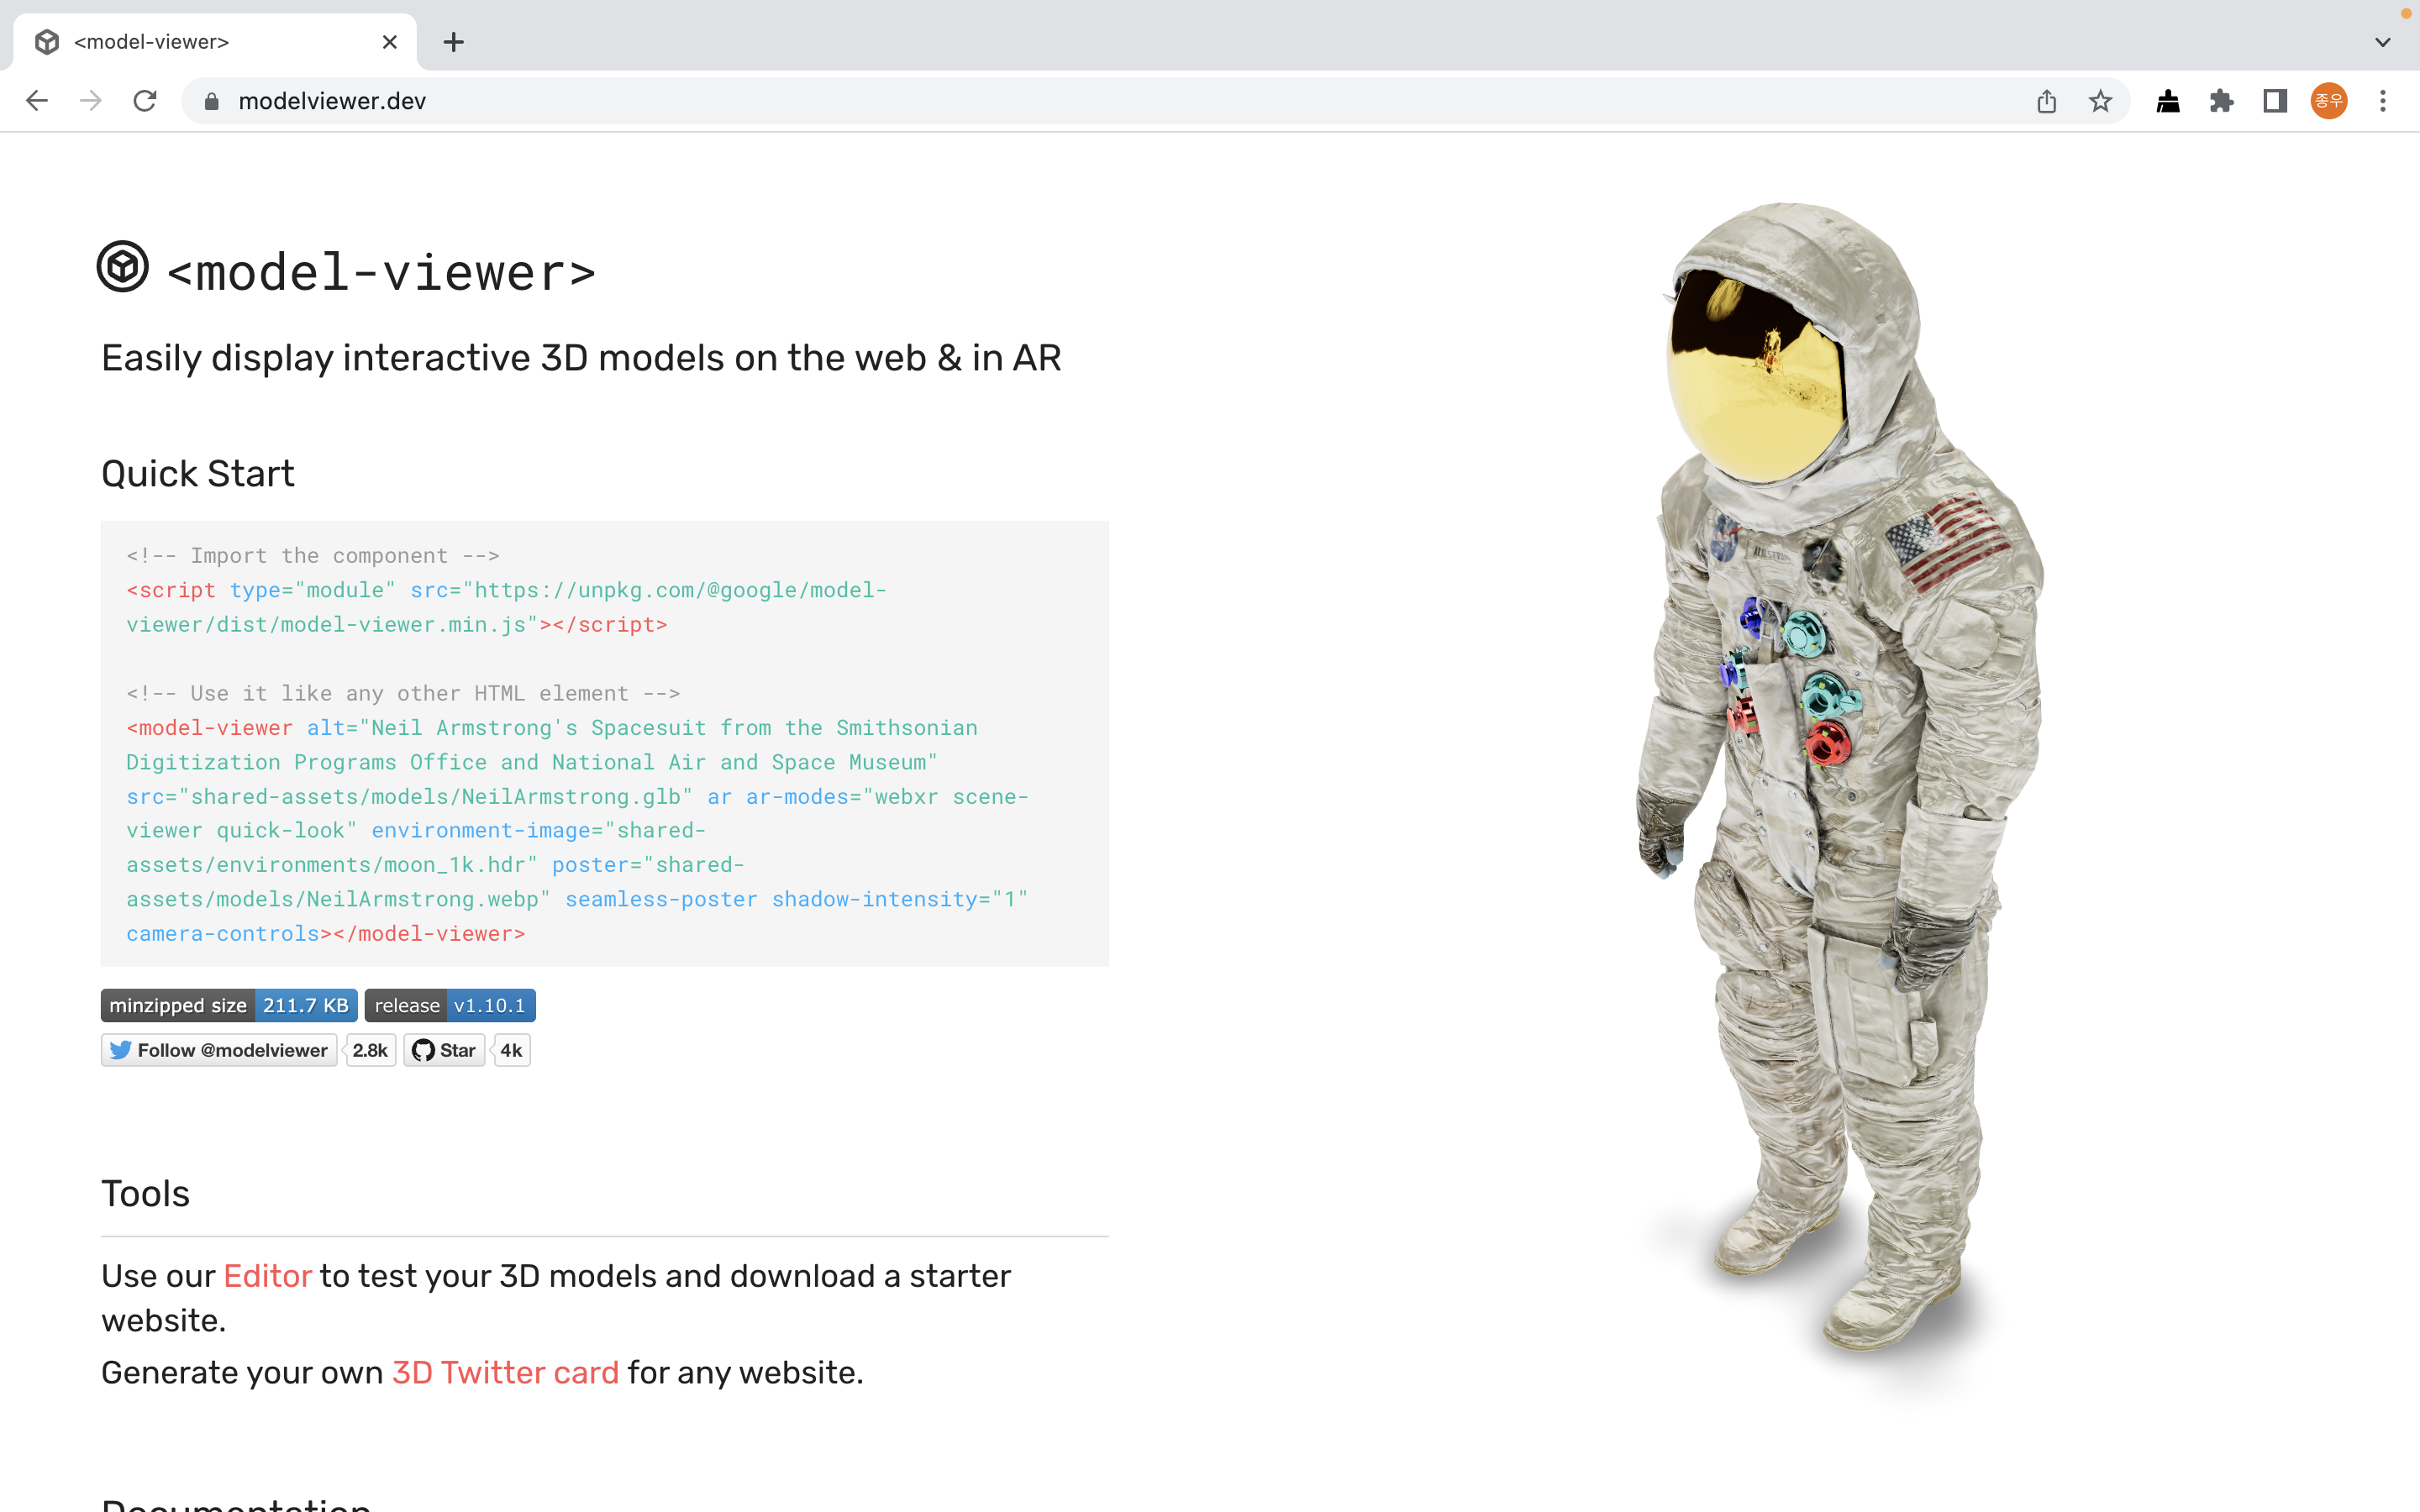 <model-viewer>
modelviewer.dev
종우
<model-viewer>
Easily display interactive 3D models on the web & in AR
Quick Start
<!-- Import the component -->
<script type="module" src="https://unpkg.com/@google/model-
viewer/dist/model-viewer.min.js"></script>
<!-- Use it like any other HTML element -->
<model-viewer alt="Neil Armstrong's Spacesuit from the Smithsonian
Digitization Programs Office and National Air and Space Museum"
src="shared-assets/models/NeilArmstrong.glb" ar ar-modes="webxr scene-
viewer quick-look" environment-image="shared-
assets/environments/moon_1k.hdr" poster="shared-
assets/models/NeilArmstrong.webp" seamless-poster shadow-intensity="1"
camera-controls></model-viewer>
minzipped size 211.7 KB release v1.10.1
Follow @modelviewer 2.8k Star 4k
Tools
Use our Editor to test your 3D models and download a starter
website.
Generate your own 3D Twitter card for any website.
Documentation